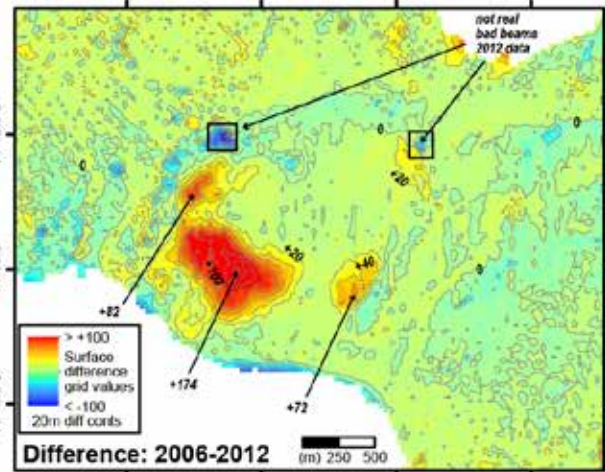 not real
bad beams
2012 data
0
0
0
+20
+20
+40
0
+100
+82
+174
+72
> +100
Surface
difference
grid values
< -100
20m diff conts
Difference: 2006-2012
(m) 250 500